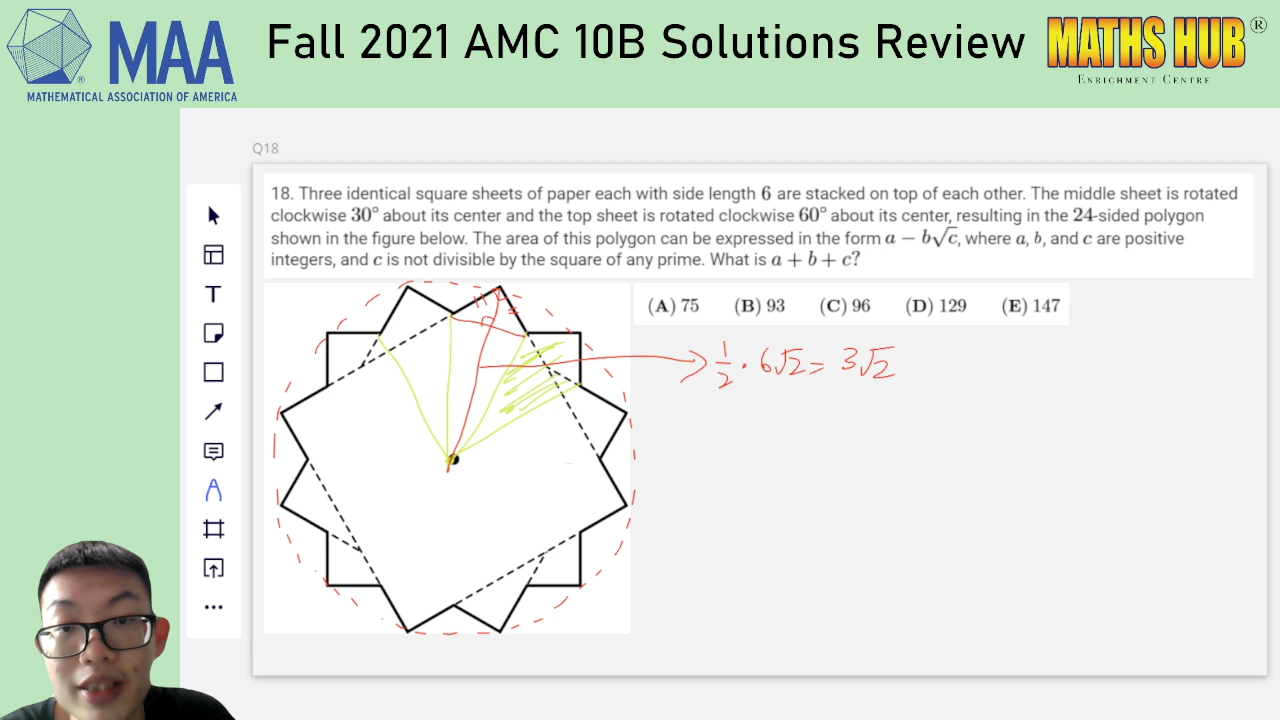 MAA
MATHEMATICAL ASSOCIATION OF AMERICA
Fall 2021 AMC 10B Solutions Review
MATHS HUB®
ENRICHMENT CENTRE
Q18
18. Three identical square sheets of paper each with side length 6 are stacked on top of each other. The middle sheet is rotated
clockwise 30° about its center and the top sheet is rotated clockwise 60° about its center, resulting in the 24-sided polygon
shown in the figure below. The area of this polygon can be expressed in the form a − b√c, where a, b, and c are positive
integers, and c is not divisible by the square of any prime. What is a + b + c?
(A) 75 (B) 93 (C) 96 (D) 129 (E) 147
1/2 · 6√2 = 3√2
T